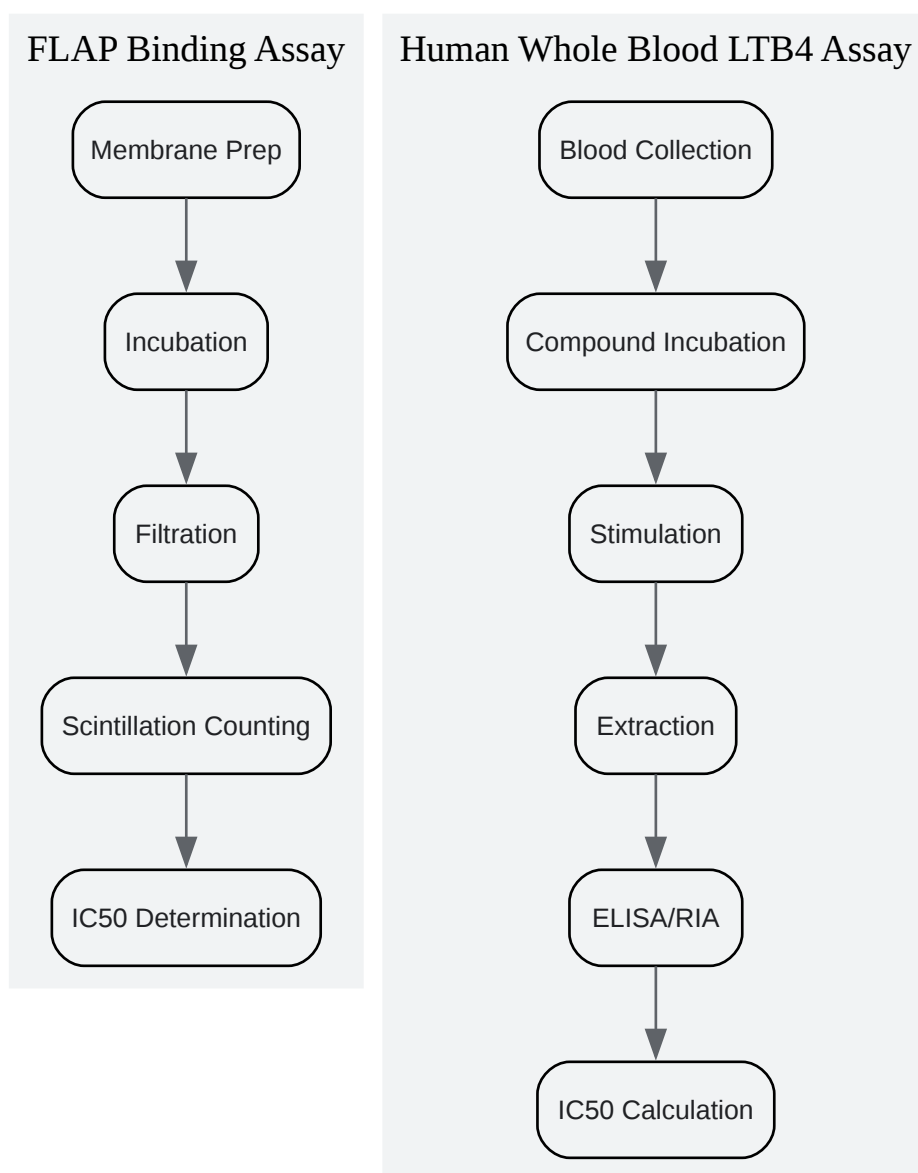 FLAP Binding Assay
Membrane Prep
Incubation
Filtration
Scintillation Counting
IC50 Determination
Human Whole Blood LTB4 Assay
Blood Collection
Compound Incubation
Stimulation
Extraction
ELISA/RIA
IC50 Calculation